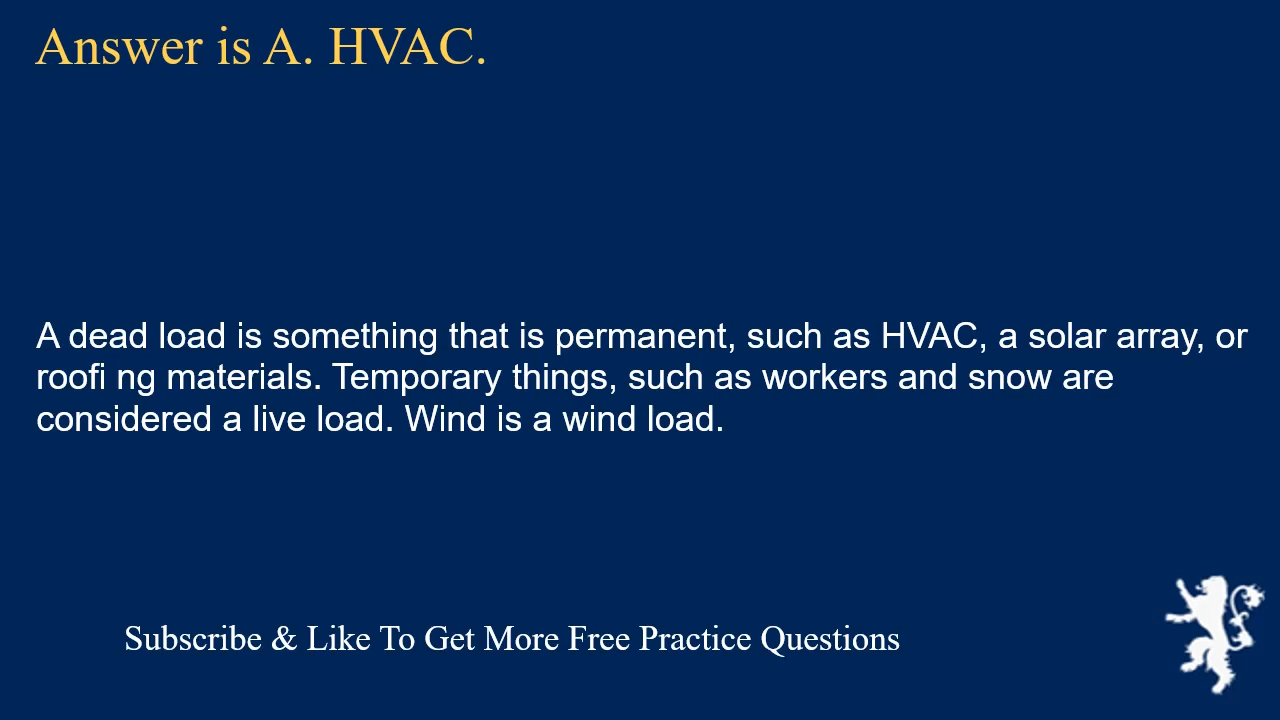 Answer is A. HVAC.
A dead load is something that is permanent, such as HVAC, a solar array, or
roofi ng materials. Temporary things, such as workers and snow are
considered a live load. Wind is a wind load.
Subscribe & Like To Get More Free Practice Questions